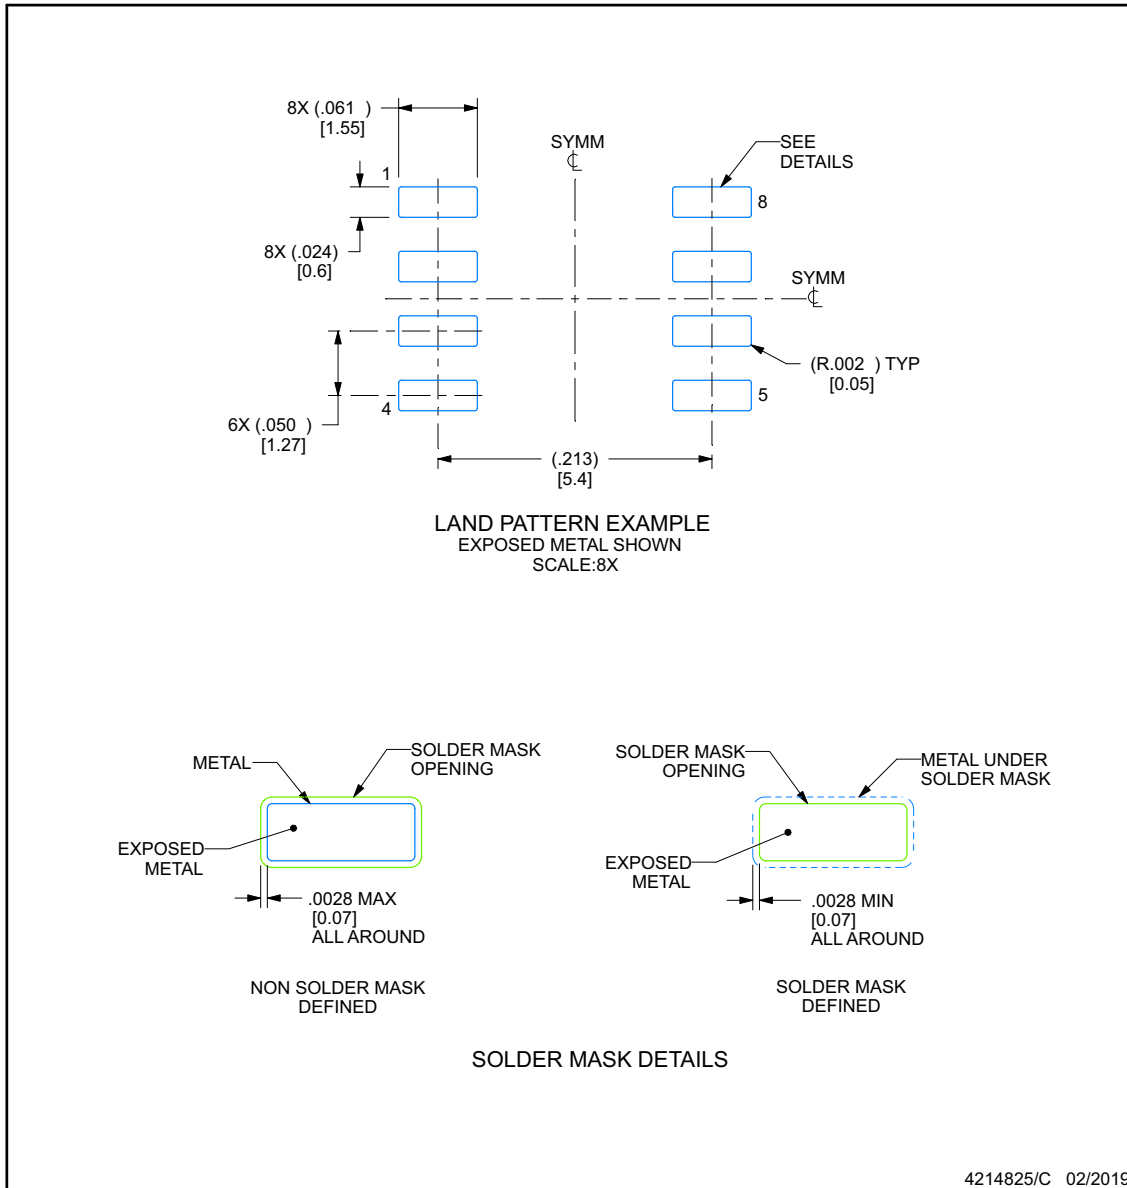 8X (.061 )
[1.55]
SYMM
℄
SEE
DETAILS
1
8
8X (.024)
[0.6]
SYMM
℄
(R.002 ) TYP
[0.05]
4
5
6X (.050 )
[1.27]
(.213)
[5.4]
LAND PATTERN EXAMPLE
EXPOSED METAL SHOWN
SCALE:8X
METAL
SOLDER MASK
OPENING
EXPOSED
METAL
.0028 MAX
[0.07]
ALL AROUND
NON SOLDER MASK
DEFINED
SOLDER MASK
OPENING
METAL UNDER
SOLDER MASK
EXPOSED
METAL
.0028 MIN
[0.07]
ALL AROUND
SOLDER MASK
DEFINED
SOLDER MASK DETAILS
4214825/C 02/2019